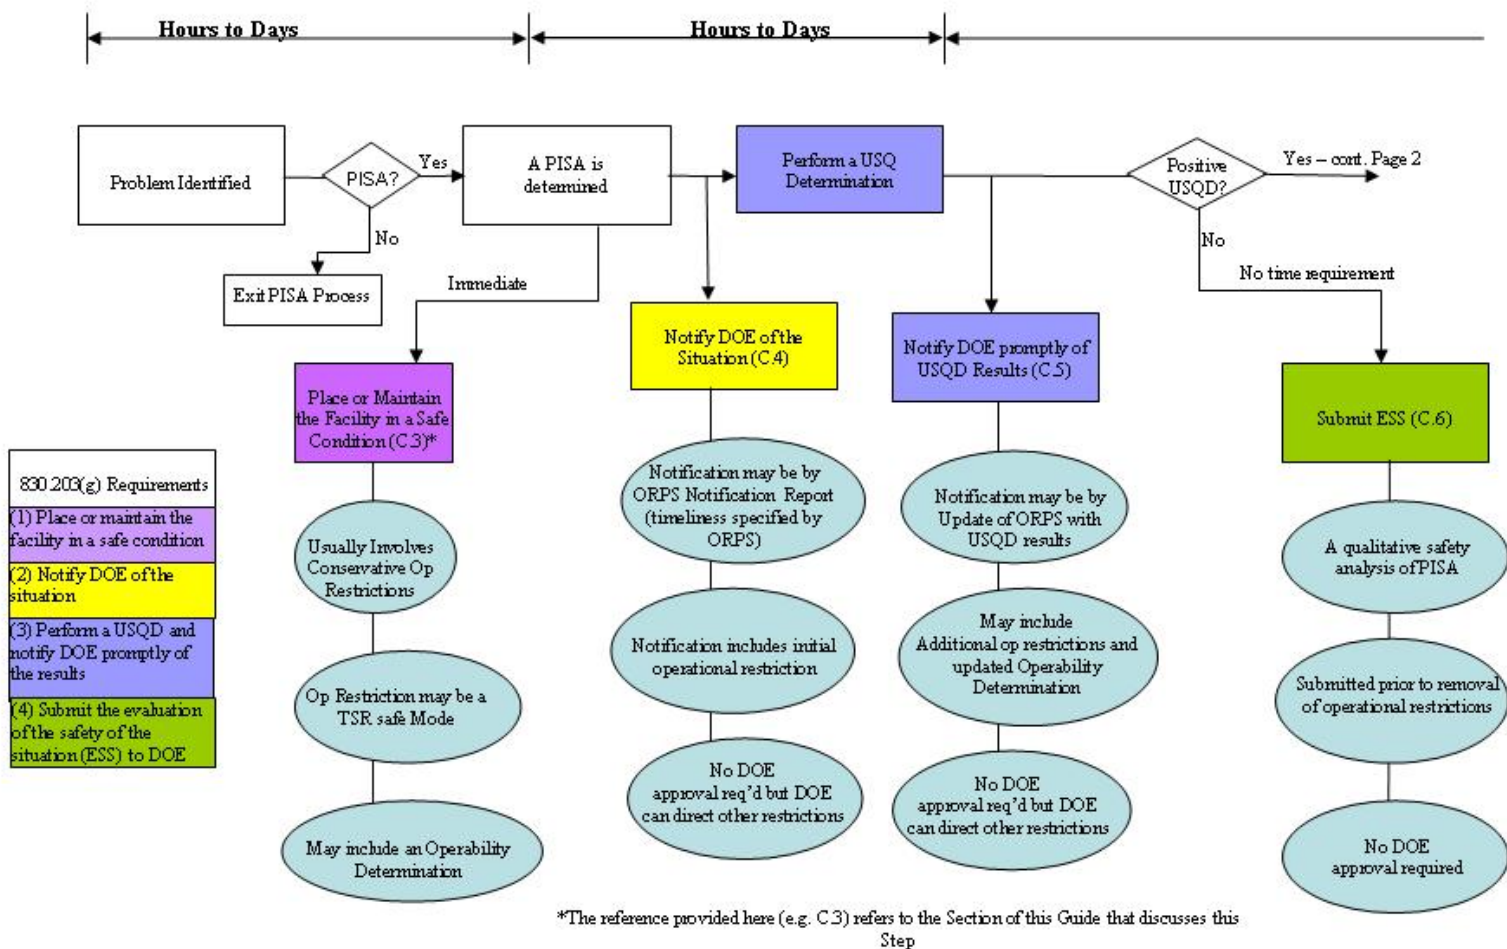 Hours to Days
Hours to Days
Problem Identified
PISA?
Yes
No
Exit PISA Process
A PISA is
determined
Immediate
Perform a USQ
Determination
Positive
USQD?
Yes – cont. Page 2
No
No time requirement
Place or Maintain
the Facility in a Safe
Condition (C.3)*
Usually Involves
Conservative Op
Restrictions
Op Restriction may be a
TSR safe Mode
May include an Operability
Determination
Notify DOE of the
Situation (C.4)
Notification may be by
ORPS Notification Report
(timeliness specified by
ORPS)
Notification includes initial
operational restriction
No DOE
approval req'd but DOE
can direct other restrictions
Notify DOE promptly of
USQD Results (C.5)
Notification may be by
Update of ORPS with
USQD results
May include
Additional op restrictions and
updated Operability
Determination
No DOE
approval req'd but DOE
can direct other restrictions
Submit ESS (C.6)
A qualitative safety
analysis of PISA
Submitted prior to removal
of operational restrictions
No DOE
approval required
830.203(g) Requirements
(1) Place or maintain the
facility in a safe condition
(2) Notify DOE of the
situation
(3) Perform a USQD and
notify DOE promptly of
the results
(4) Submit the evaluation
of the safety of the
situation (ESS) to DOE
*The reference provided here (e.g. C.3) refers to the Section of this Guide that discusses this
Step